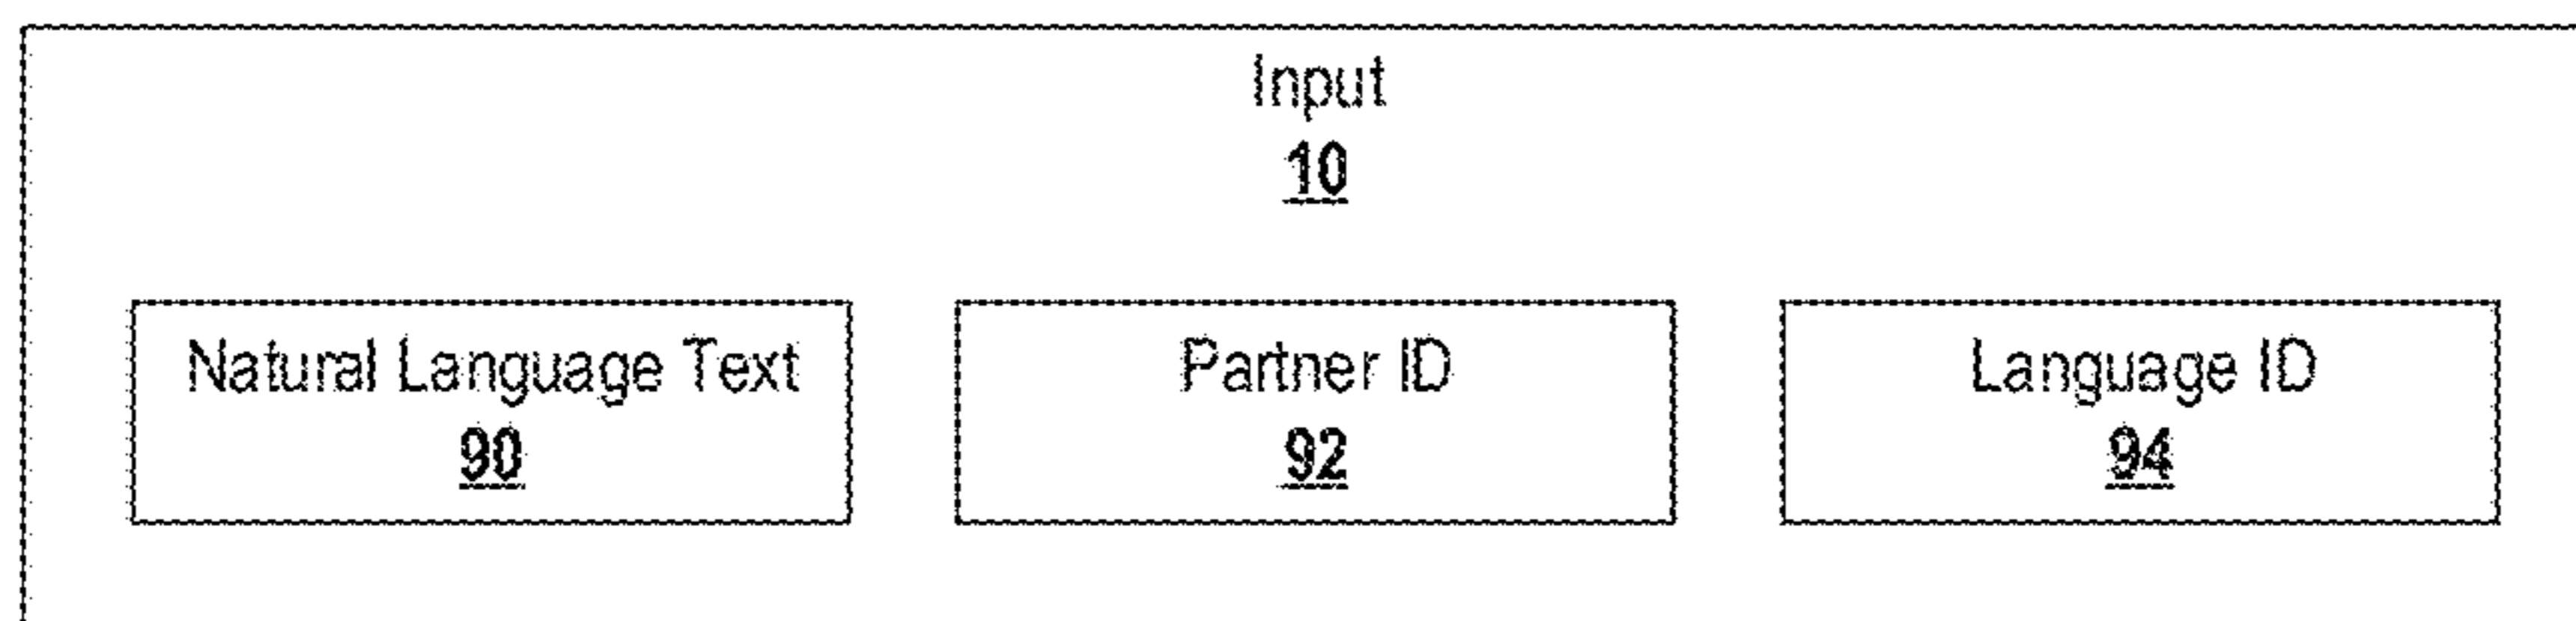 Input
10
Natural Language Text
90
Partner ID
92
Language ID
94